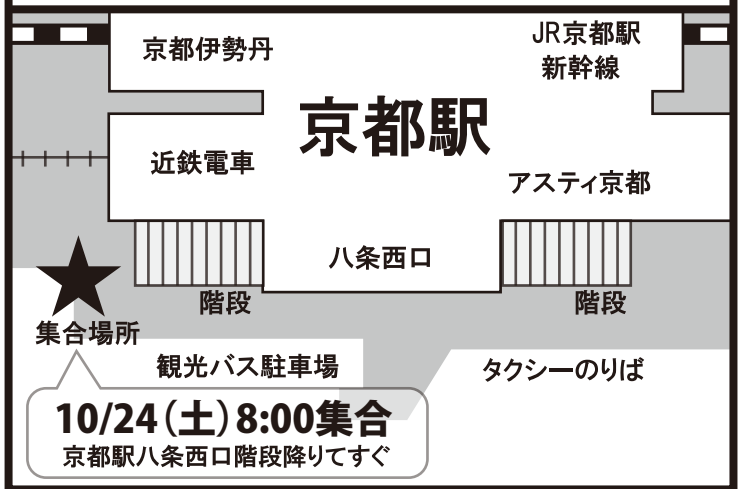 京都伊勢丹
JR京都駅
新幹線
京都駅
近鉄電車
アスティ京都
八条西口
階段
階段
集合場所
観光バス駐車場
タクシーのりば
10/24（土）8:00集合
京都駅八条西口階段降りてすぐ